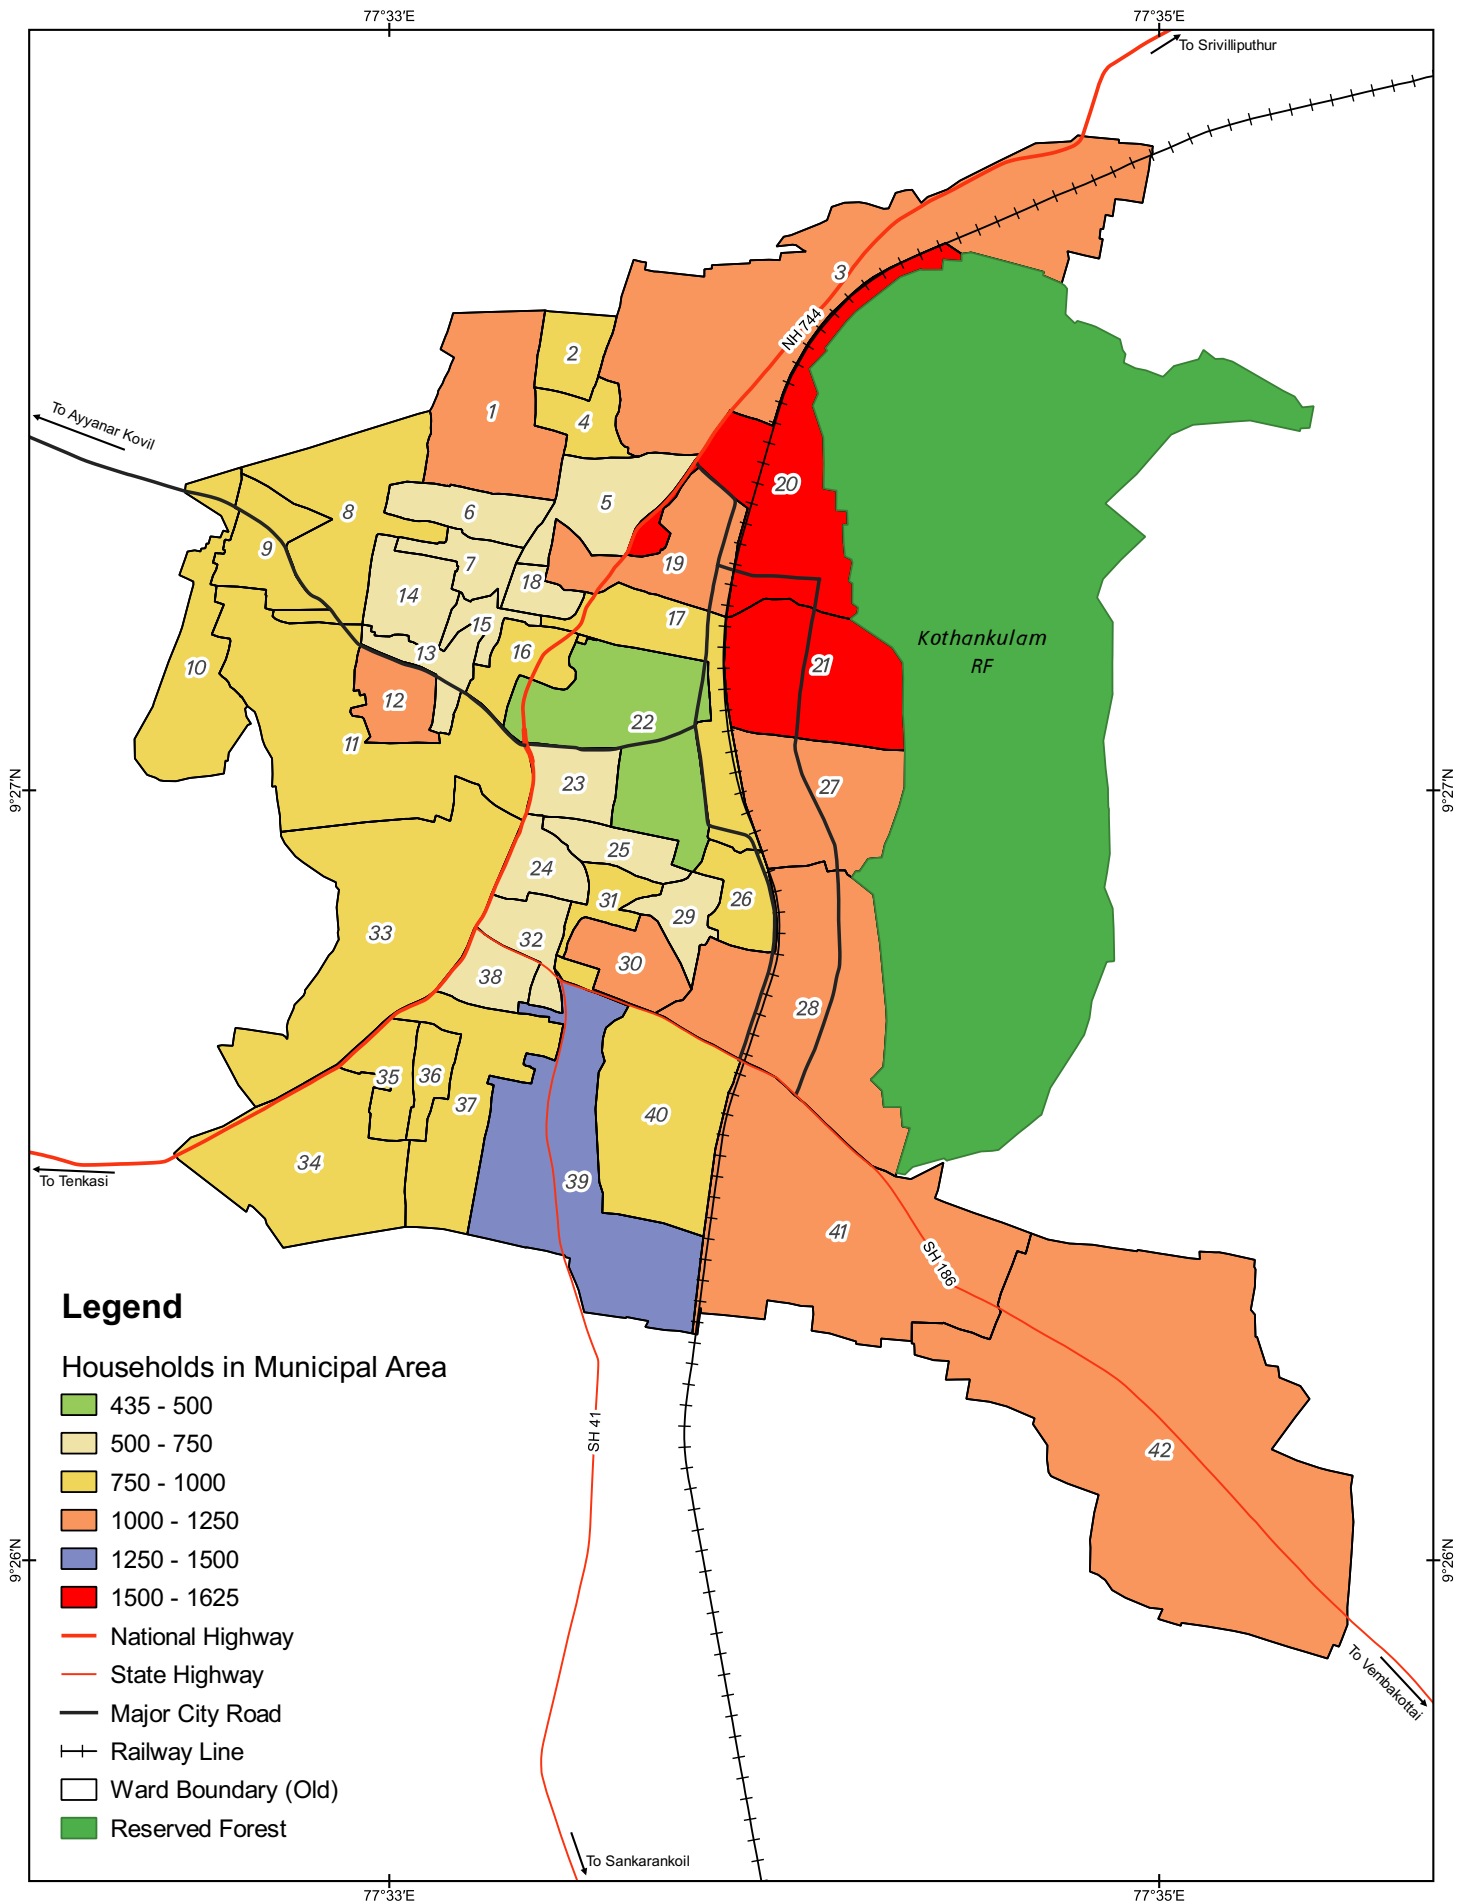 77°33'E
77°35'E
To Srivilliputhur
3
NH 744
2
1
4
To Ayyanar Kovil
20
5
8
6
9
19
7
18
14
17
15
Kothankulam
RF
16
13
21
10
12
22
11
23
27
9°27'N
9°27'N
25
24
31
26
29
33
32
30
38
28
35
36
37
40
34
39
To Tenkasi
41
SH 186
Legend
Households in Municipal Area
435 - 500
500 - 750
750 - 1000
1000 - 1250
1250 - 1500
1500 - 1625
National Highway
State Highway
Major City Road
Railway Line
Ward Boundary (Old)
Reserved Forest
SH 41
42
9°26'N
9°26'N
To Vembakottai
To Sankarankoil
77°33'E
77°35'E